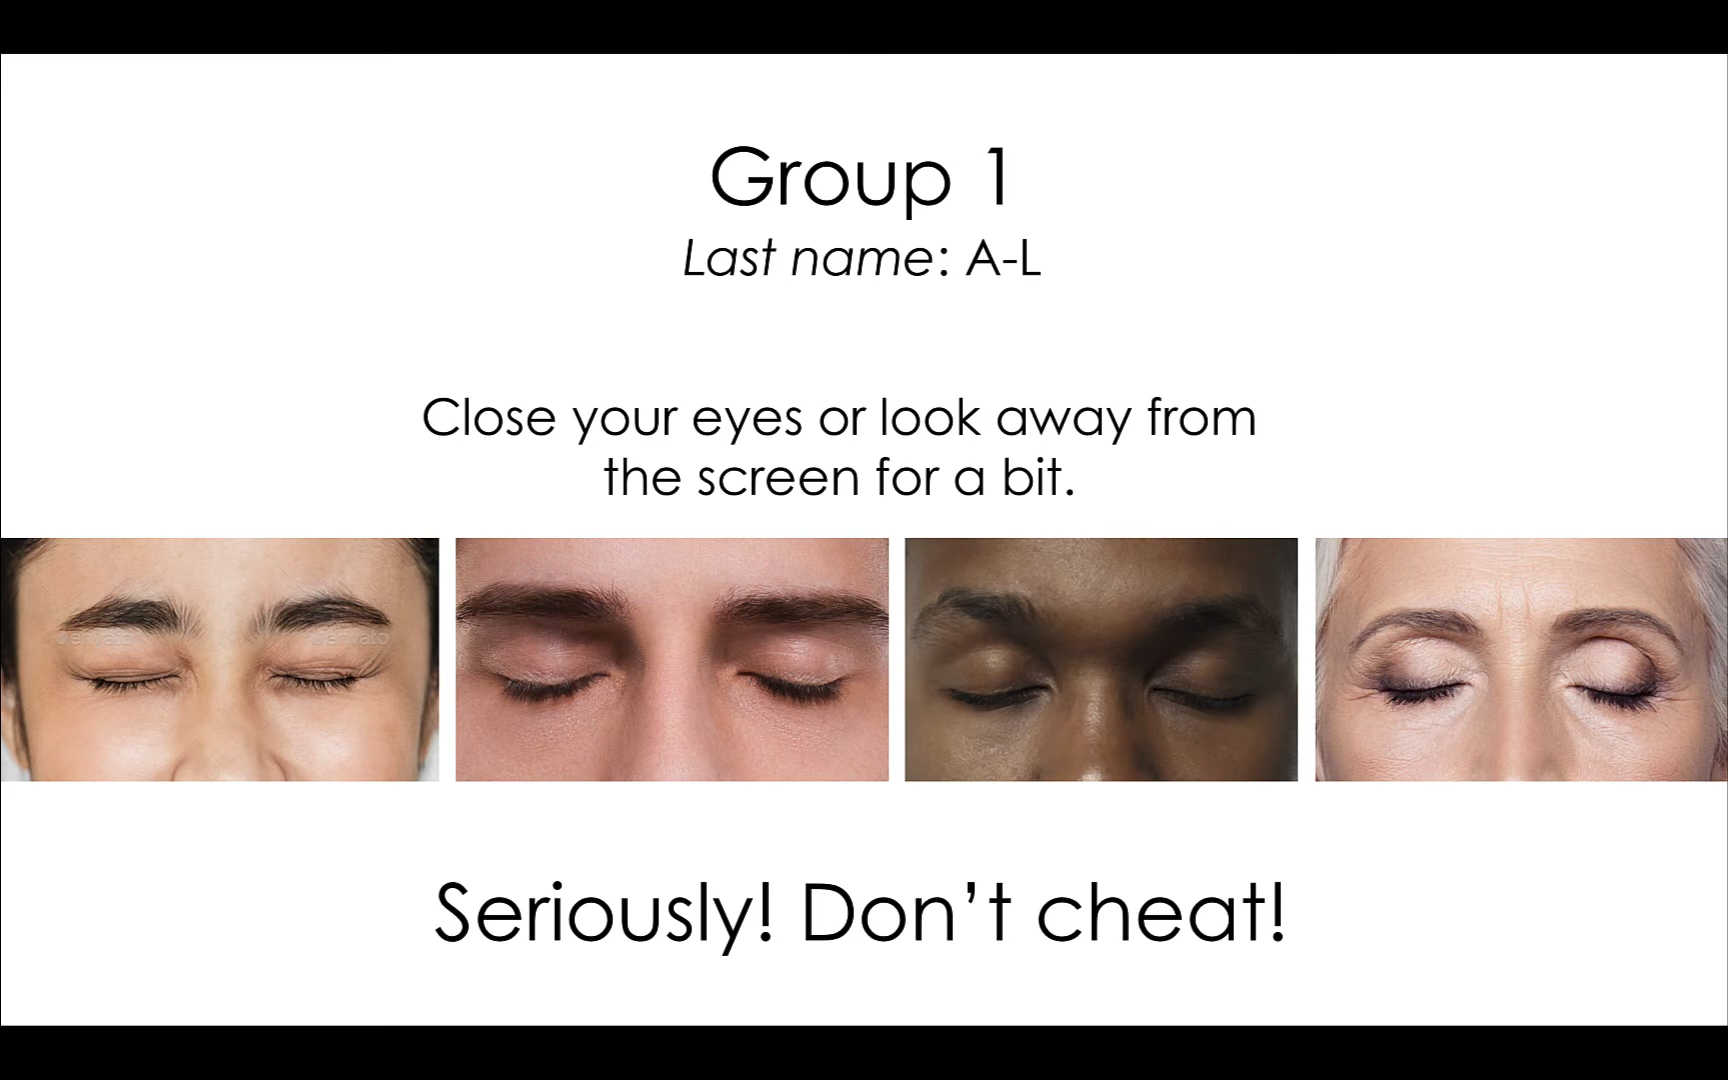 Group 1
Last name: A-L
Close your eyes or look away from
the screen for a bit.
Seriously! Don’t cheat!